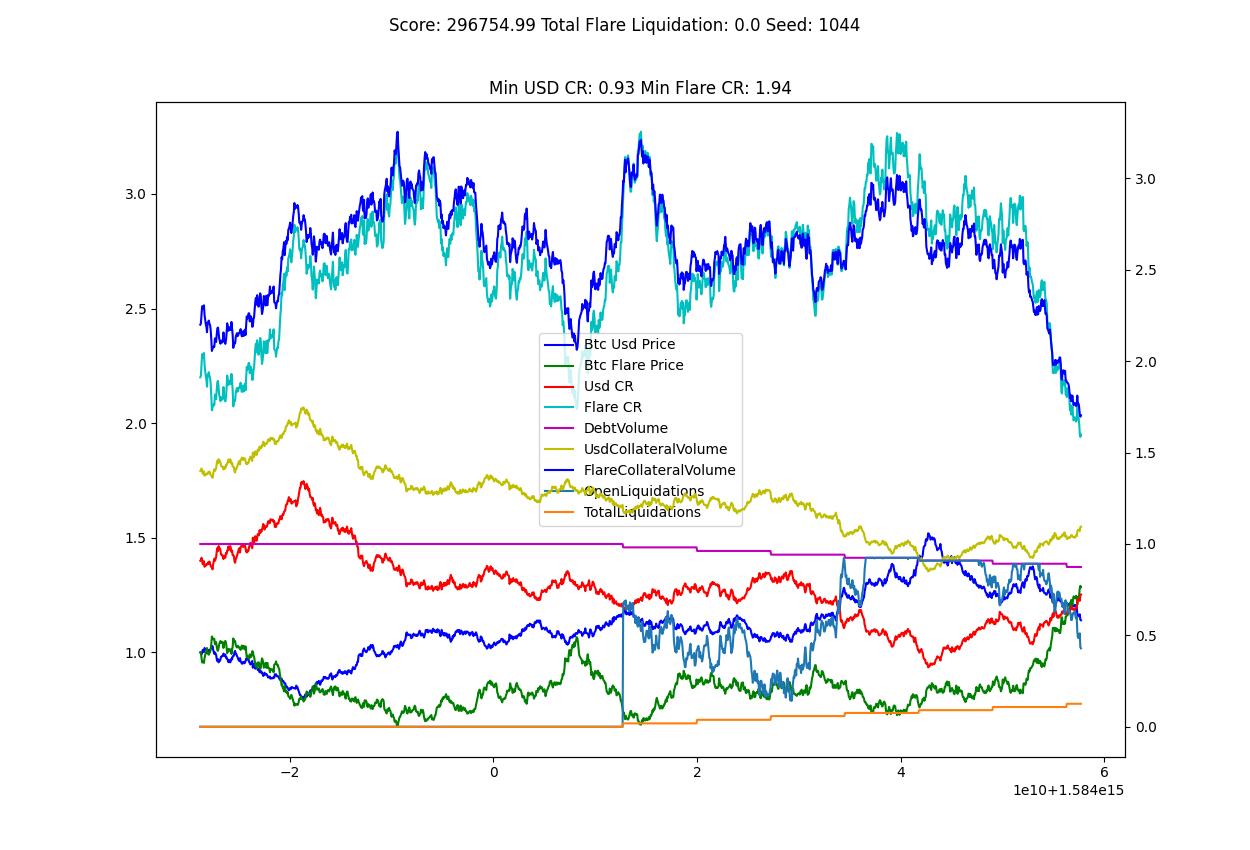 Score: 296754.99 Total Flare Liquidation: 0.0 Seed: 1044
Min USD CR: 0.93 Min Flare CR: 1.94
3.0
2.5
2.0
1.5
1.0
3.0
2.5
2.0
1.5
1.0
0.5
0.0
Btc Usd Price
Btc Flare Price
Usd CR
Flare CR
DebtVolume
UsdCollateralVolume
FlareCollateralVolume
OpenLiquidations
TotalLiquidations
−2 0 2 4 6
1e10+1.584e15